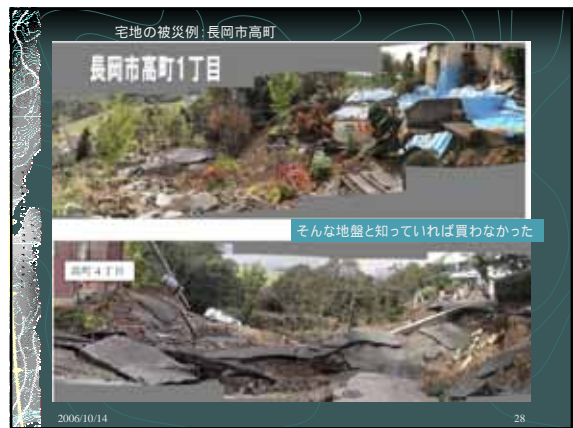 宅地の被災例:長岡市高町
長岡市高町1丁目
そんな地盤と知っていれば買わなかった
高町４丁目
2006/10/14
28